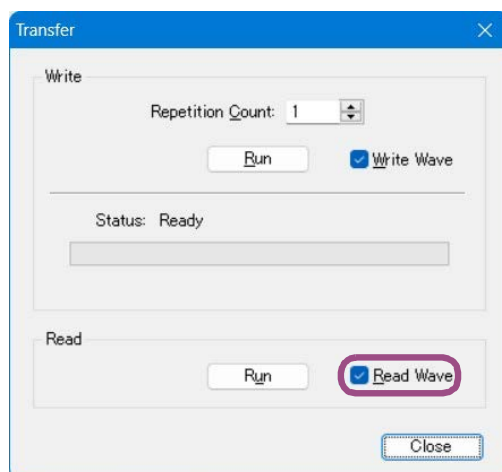 Transfer
Write
Repetition Count: 1
Run Write Wave
Status: Ready
Read
Run Read Wave
Close